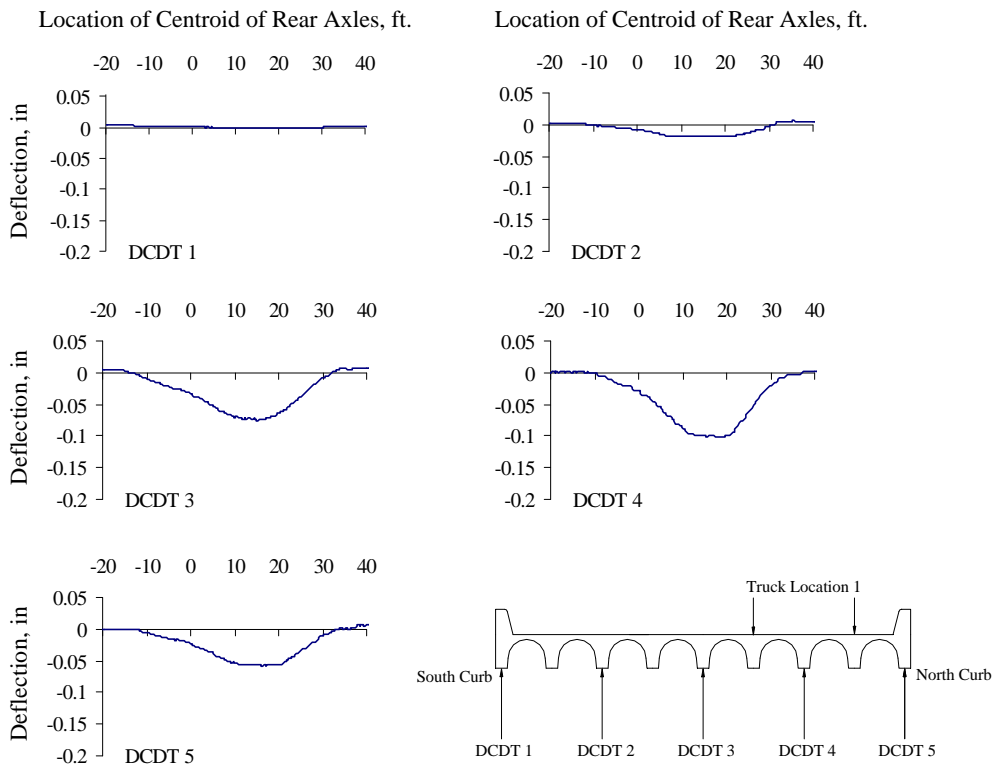 Location of Centroid of Rear Axles, ft.
Location of Centroid of Rear Axles, ft.
-20 -10 0 10 20 30 40
0.05
0
-0.05
-0.1
-0.15
-0.2
Deflection, in
DCDT 1
-20 -10 0 10 20 30 40
0.05
0
-0.05
-0.1
-0.15
-0.2
DCDT 2
-20 -10 0 10 20 30 40
0.05
0
-0.05
-0.1
-0.15
-0.2
Deflection, in
DCDT 3
-20 -10 0 10 20 30 40
0.05
0
-0.05
-0.1
-0.15
-0.2
DCDT 4
-20 -10 0 10 20 30 40
0.05
0
-0.05
-0.1
-0.15
-0.2
Deflection, in
DCDT 5
Truck Location 1
South Curb North Curb
DCDT 1 DCDT 2 DCDT 3 DCDT 4 DCDT 5